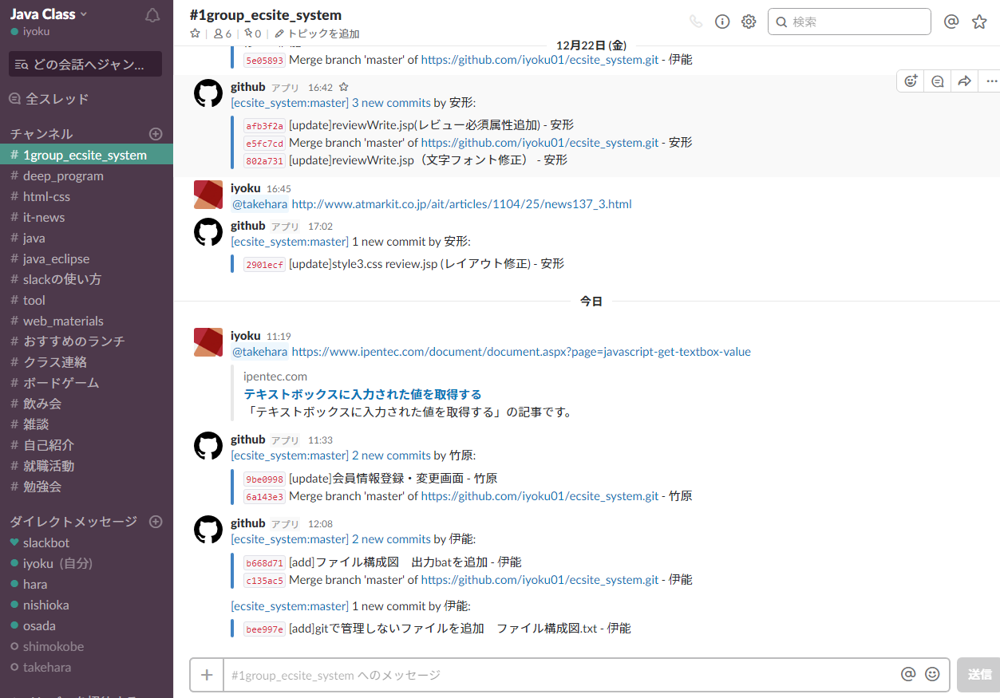 Java Class
iyoku
どの会話へジャン...
全スレッド
チャンネル
# 1group_ecsite_system
# deep_program
# html-css
# it-news
# java
# java_eclipse
# slackの使い方
# tool
# web_materials
# おすすめのランチ
# クラス連絡
# ボードゲーム
# 飲み会
# 雑談
# 自己紹介
# 就職活動
# 勉強会
ダイレクトメッセージ
slackbot
iyoku (自分)
hara
nishioka
osada
shimokobe
takehara
#1group_ecsite_system
6 | 0 | トピックを追加
検索
12月22日 (金)
5e05893 Merge branch 'master' of https://github.com/iyoku01/ecsite_system.git - 伊能
github アプリ 16:42
[ecsite_system:master] 3 new commits by 安形:
afb3f2a [update]reviewWrite.jsp(レビュー必須属性追加) - 安形
e5fc7cd Merge branch 'master' of https://github.com/iyoku01/ecsite_system.git - 安形
802a731 [update]reviewWrite.jsp（文字フォント修正） - 安形
iyoku 16:45
@takehara http://www.atmarkit.co.jp/ait/articles/1104/25/news137_3.html
github アプリ 17:02
[ecsite_system:master] 1 new commit by 安形:
2901ecf [update]style3.css review.jsp (レイアウト修正) - 安形
今日
iyoku 11:19
@takehara https://www.ipentec.com/document/document.aspx?page=javascript-get-textbox-value
ipentec.com
テキストボックスに入力された値を取得する
「テキストボックスに入力された値を取得する」の記事です。
github アプリ 11:33
[ecsite_system:master] 2 new commits by 竹原:
9be0998 [update]会員情報登録・変更画面 - 竹原
6a143e3 Merge branch 'master' of https://github.com/iyoku01/ecsite_system.git - 竹原
github アプリ 12:08
[ecsite_system:master] 2 new commits by 伊能:
b668d71 [add]ファイル構成図　出力batを追加 - 伊能
c135ac5 Merge branch 'master' of https://github.com/iyoku01/ecsite_system.git - 伊能
[ecsite_system:master] 1 new commit by 伊能:
bee997e [add]gitで管理しないファイルを追加　ファイル構成図.txt - 伊能
#1group_ecsite_system へのメッセージ
送信